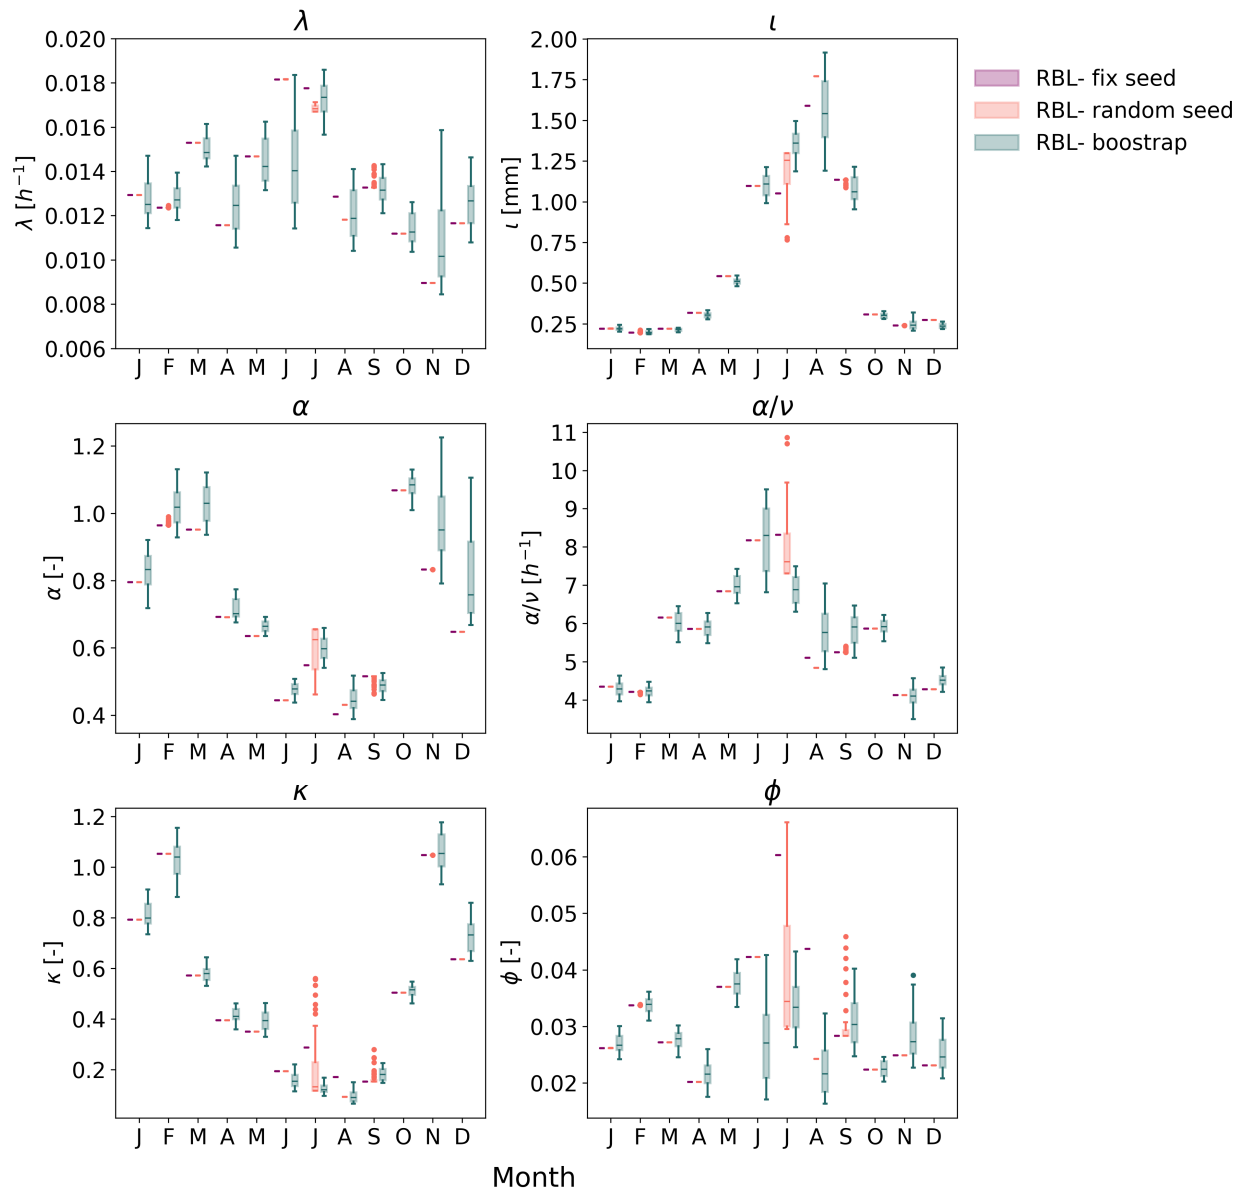 λ
λ [h⁻¹]
0.020
0.018
0.016
0.014
0.012
0.010
0.008
0.006
J F M A M J J A S O N D
ι
ι [mm]
2.00
1.75
1.50
1.25
1.00
0.75
0.50
0.25
J F M A M J J A S O N D
RBL- fix seed
RBL- random seed
RBL- boostrap
α
α [-]
1.2
1.0
0.8
0.6
0.4
J F M A M J J A S O N D
α/ν
α/ν [h⁻¹]
11
10
9
8
7
6
5
4
J F M A M J J A S O N D
κ
κ [-]
1.2
1.0
0.8
0.6
0.4
0.2
J F M A M J J A S O N D
ϕ
ϕ [-]
0.06
0.05
0.04
0.03
0.02
J F M A M J J A S O N D
Month